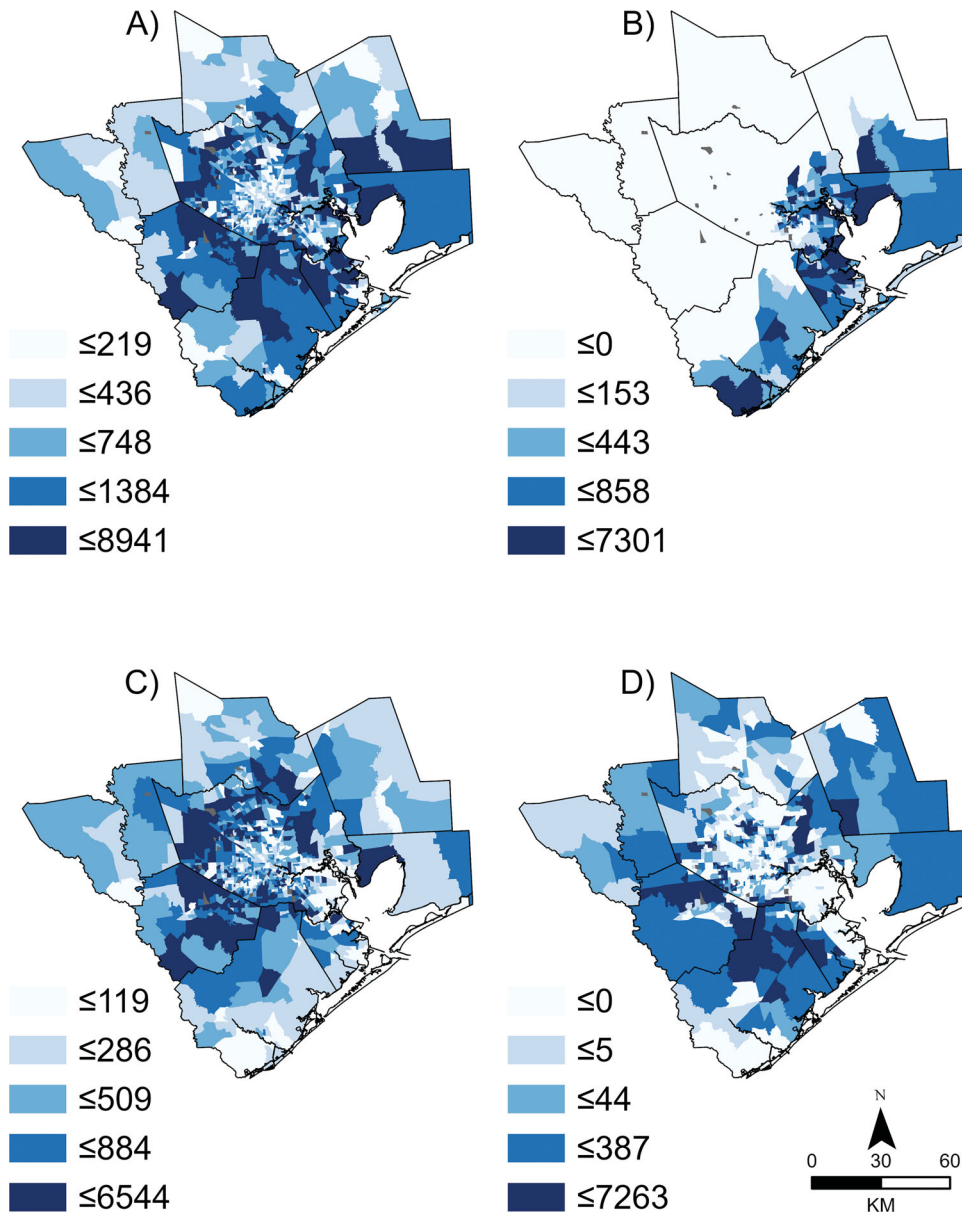 A)
≤219
≤436
≤748
≤1384
≤8941
B)
≤0
≤153
≤443
≤858
≤7301
C)
≤119
≤286
≤509
≤884
≤6544
D)
≤0
≤5
≤44
≤387
≤7263
N
0 30 60
KM